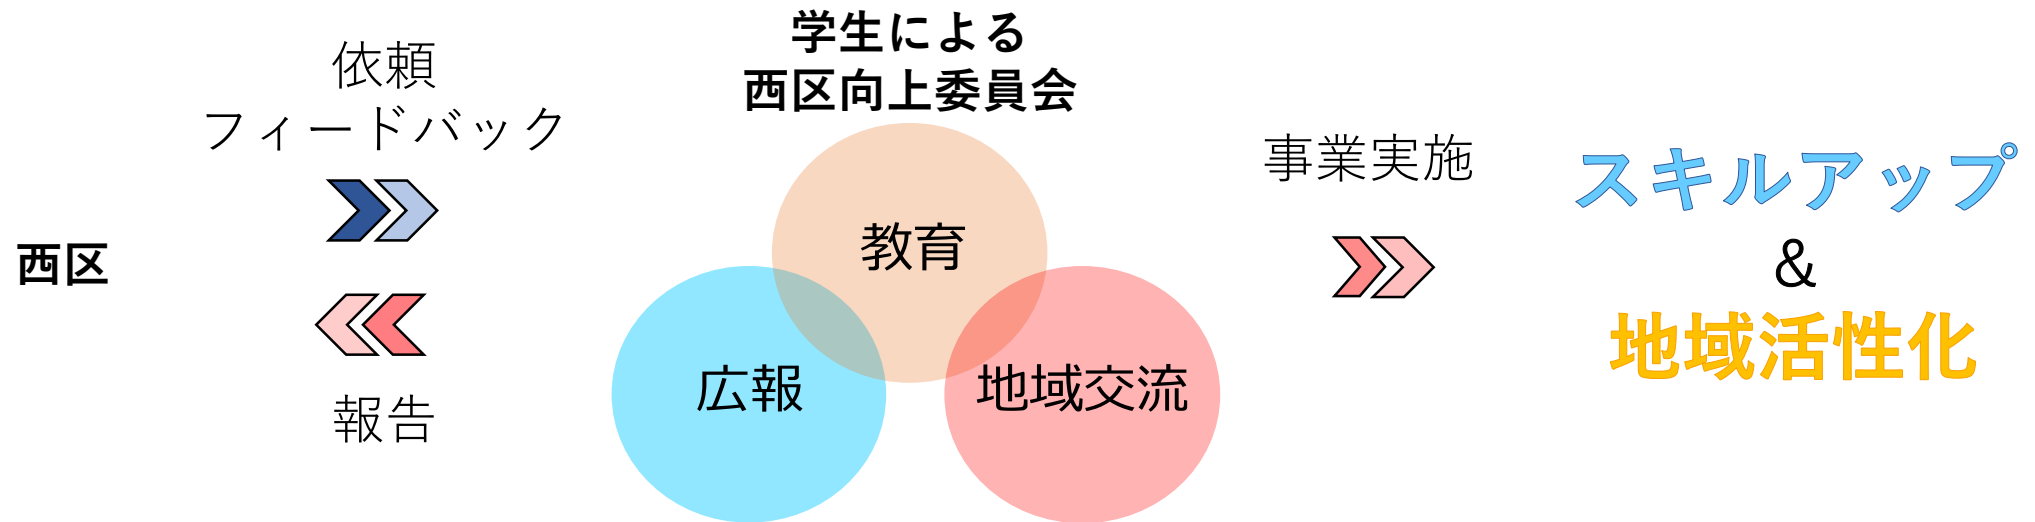 西区
依頼
フィードバック
報告
学生による
西区向上委員会
教育
広報
地域交流
事業実施
スキルアップ
&
地域活性化